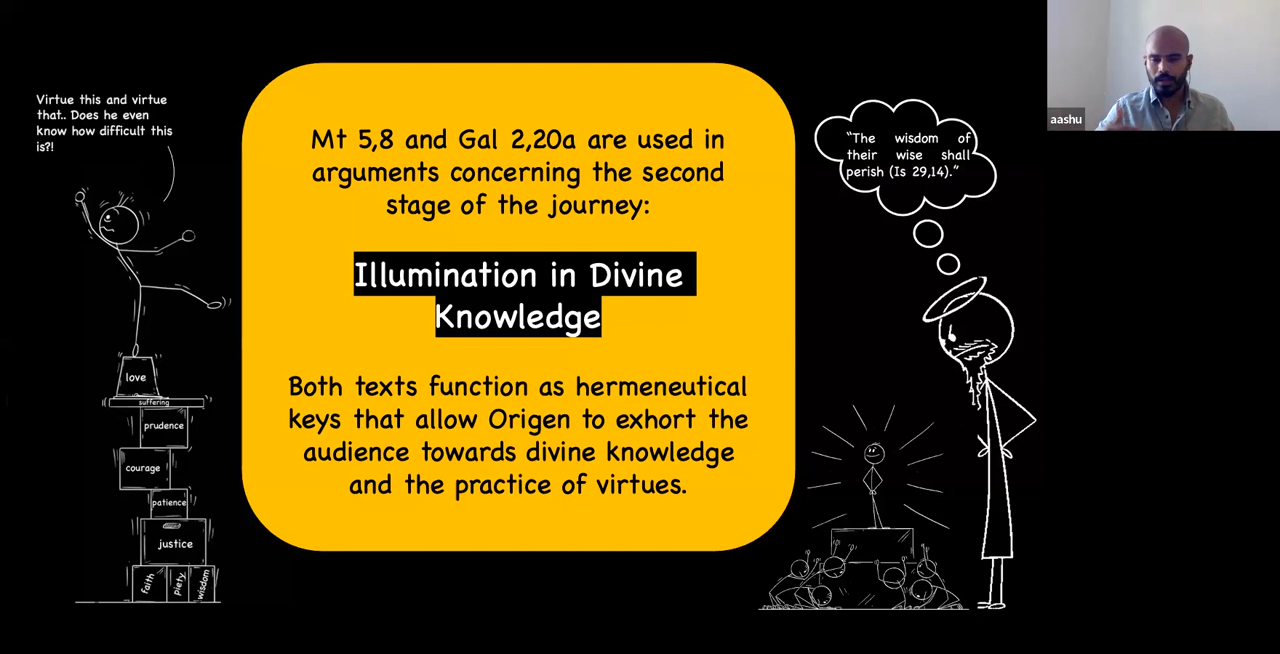 Virtue this and virtue
that.. Does he even
know how difficult this
is?!
love
suffering
prudence
courage
patience
justice
faith
piety
wisdom
Mt 5,8 and Gal 2,20a are used in
arguments concerning the second
stage of the journey:
Illumination in Divine
Knowledge
Both texts function as hermeneutical
keys that allow Origen to exhort the
audience towards divine knowledge
and the practice of virtues.
"The wisdom of
their wise shall
perish (Is 29,14)."
aashu